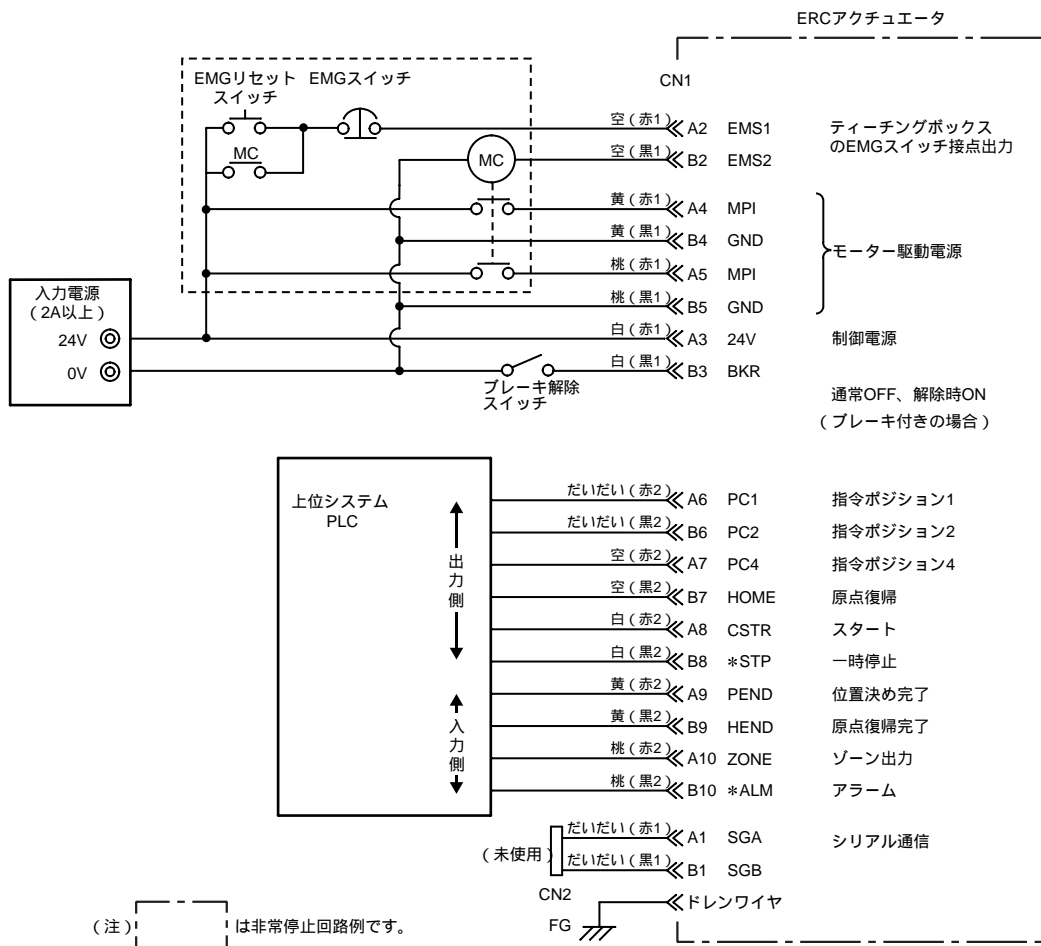 ERCアクチュエータ
CN1
EMGリセット
スイッチ
EMGスイッチ
MC
MC
空(赤1) A2 EMS1 ティーチングボックス
のEMGスイッチ接点出力
空(黒1) B2 EMS2
黄(赤1) A4 MPI
黄(黒1) B4 GND
モーター駆動電源
桃(赤1) A5 MPI
桃(黒1) B5 GND
入力電源
(2A以上)
24V
0V
白(赤1) A3 24V 制御電源
白(黒1) B3 BKR
ブレーキ解除
スイッチ
通常OFF、解除時ON
(ブレーキ付きの場合)
上位システム
PLC
出力側
入力側
だいだい(赤2) A6 PC1 指令ポジション1
だいだい(黒2) B6 PC2 指令ポジション2
空(赤2) A7 PC4 指令ポジション4
空(黒2) B7 HOME 原点復帰
白(赤2) A8 CSTR スタート
白(黒2) B8 *STP 一時停止
黄(赤2) A9 PEND 位置決め完了
黄(黒2) B9 HEND 原点復帰完了
桃(赤2) A10 ZONE ゾーン出力
桃(黒2) B10 *ALM アラーム
だいだい(赤1) A1 SGA シリアル通信
(未使用)
だいだい(黒1) B1 SGB
CN2
ドレンワイヤ
FG
(注) は非常停止回路例です。